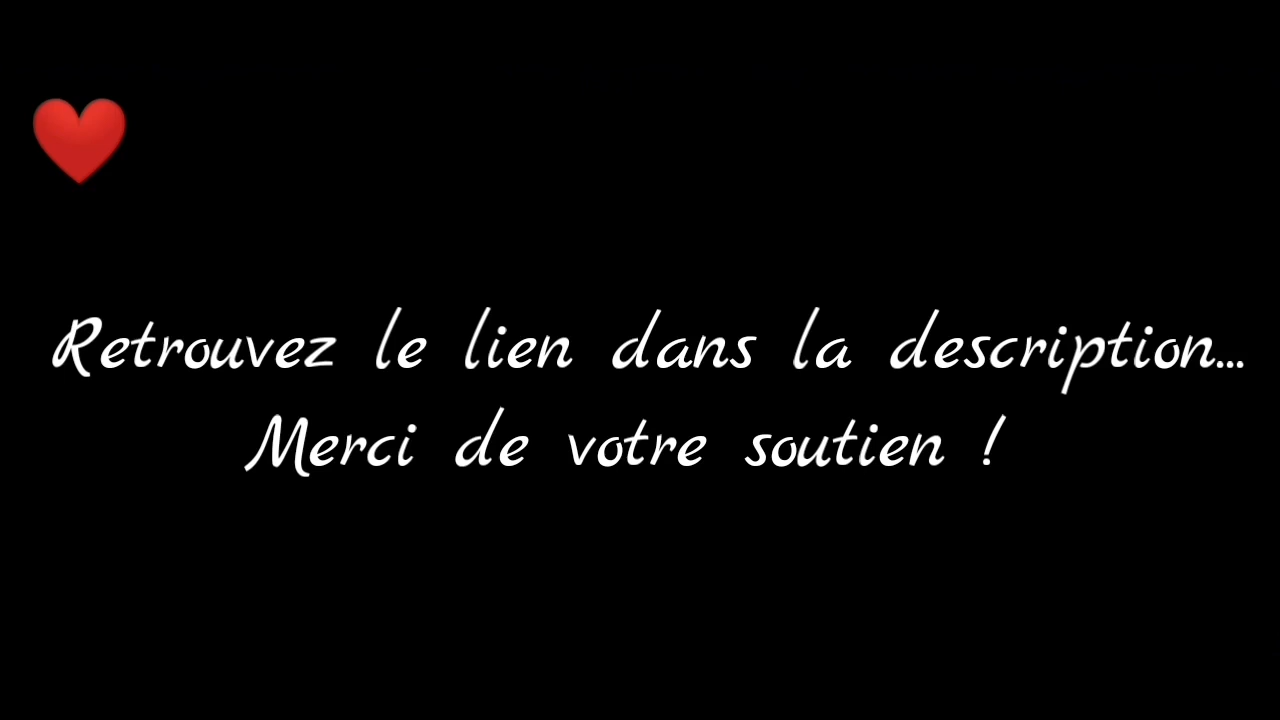 Retrouvez le lien dans la description...
Merci de votre soutien !